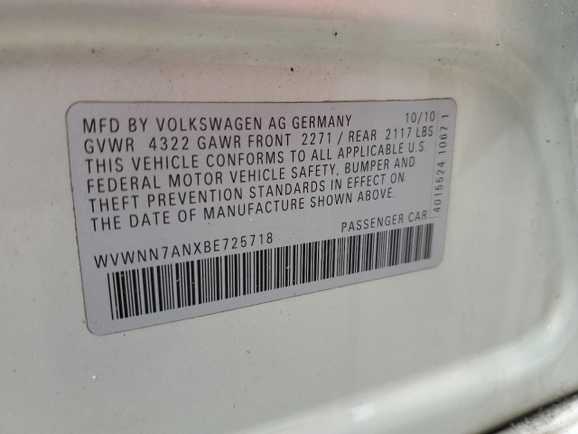 MFD BY VOLKSWAGEN AG GERMANY 10/10
GVWR 4322 GAWR FRONT 2271 / REAR 2117 LBS
THIS VEHICLE CONFORMS TO ALL APPLICABLE U.S
FEDERAL MOTOR VEHICLE SAFETY, BUMPER AND
THEFT PREVENTION STANDARDS IN EFFECT ON
THE DATE OF MANUFACTURE SHOWN ABOVE.
WVWNN7ANXBE725718 PASSENGER CAR
4015524 1067 1